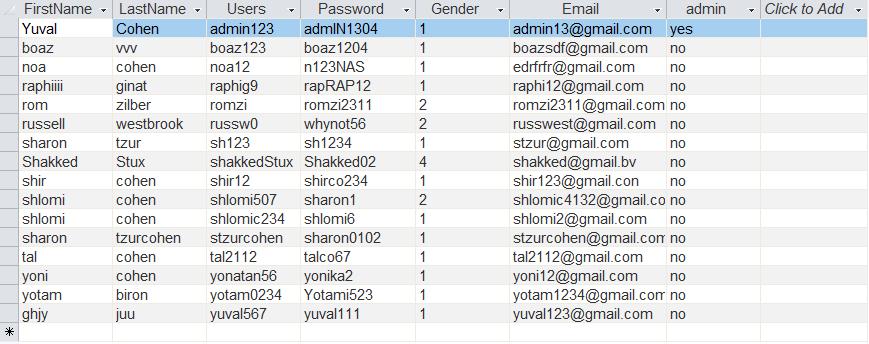 FirstName LastName Users Password Gender Email admin Click to Add
Yuval Cohen admin123 admIN1304 1 admin13@gmail.com yes
boaz vvv boaz123 boaz1204 1 boazsdf@gmail.com no
noa cohen noa12 n123NAS 1 edrfrfr@gmail.com no
raphiiii ginat raphig9 rapRAP12 1 raphi12@gmail.com no
rom zilber romzi romzi2311 2 romzi2311@gmail.com no
russell westbrook russw0 whynot56 2 russwest@gmail.com no
sharon tzur sh123 sh1234 1 stzur@gmail.com no
Shakked Stux shakkedStux Shakked02 4 shakked@gmail.bv no
shir cohen shir12 shirco234 1 shir123@gmail.con no
shlomi cohen shlomi507 sharon1 2 shlomic4132@gmail.co no
shlomi cohen shlomic234 shlomi6 1 shlomi2@gmail.com no
sharon tzurcohen stzurcohen sharon0102 1 stzurcohen@gmail.com no
tal cohen tal2112 talco67 1 tal2112@gmail.com no
yoni cohen yonatan56 yonika2 1 yoni12@gmail.com no
yotam biron yotam0234 Yotami523 1 yotam1234@gmail.com no
ghjy juu yuval567 yuval111 1 yuval123@gmail.com no